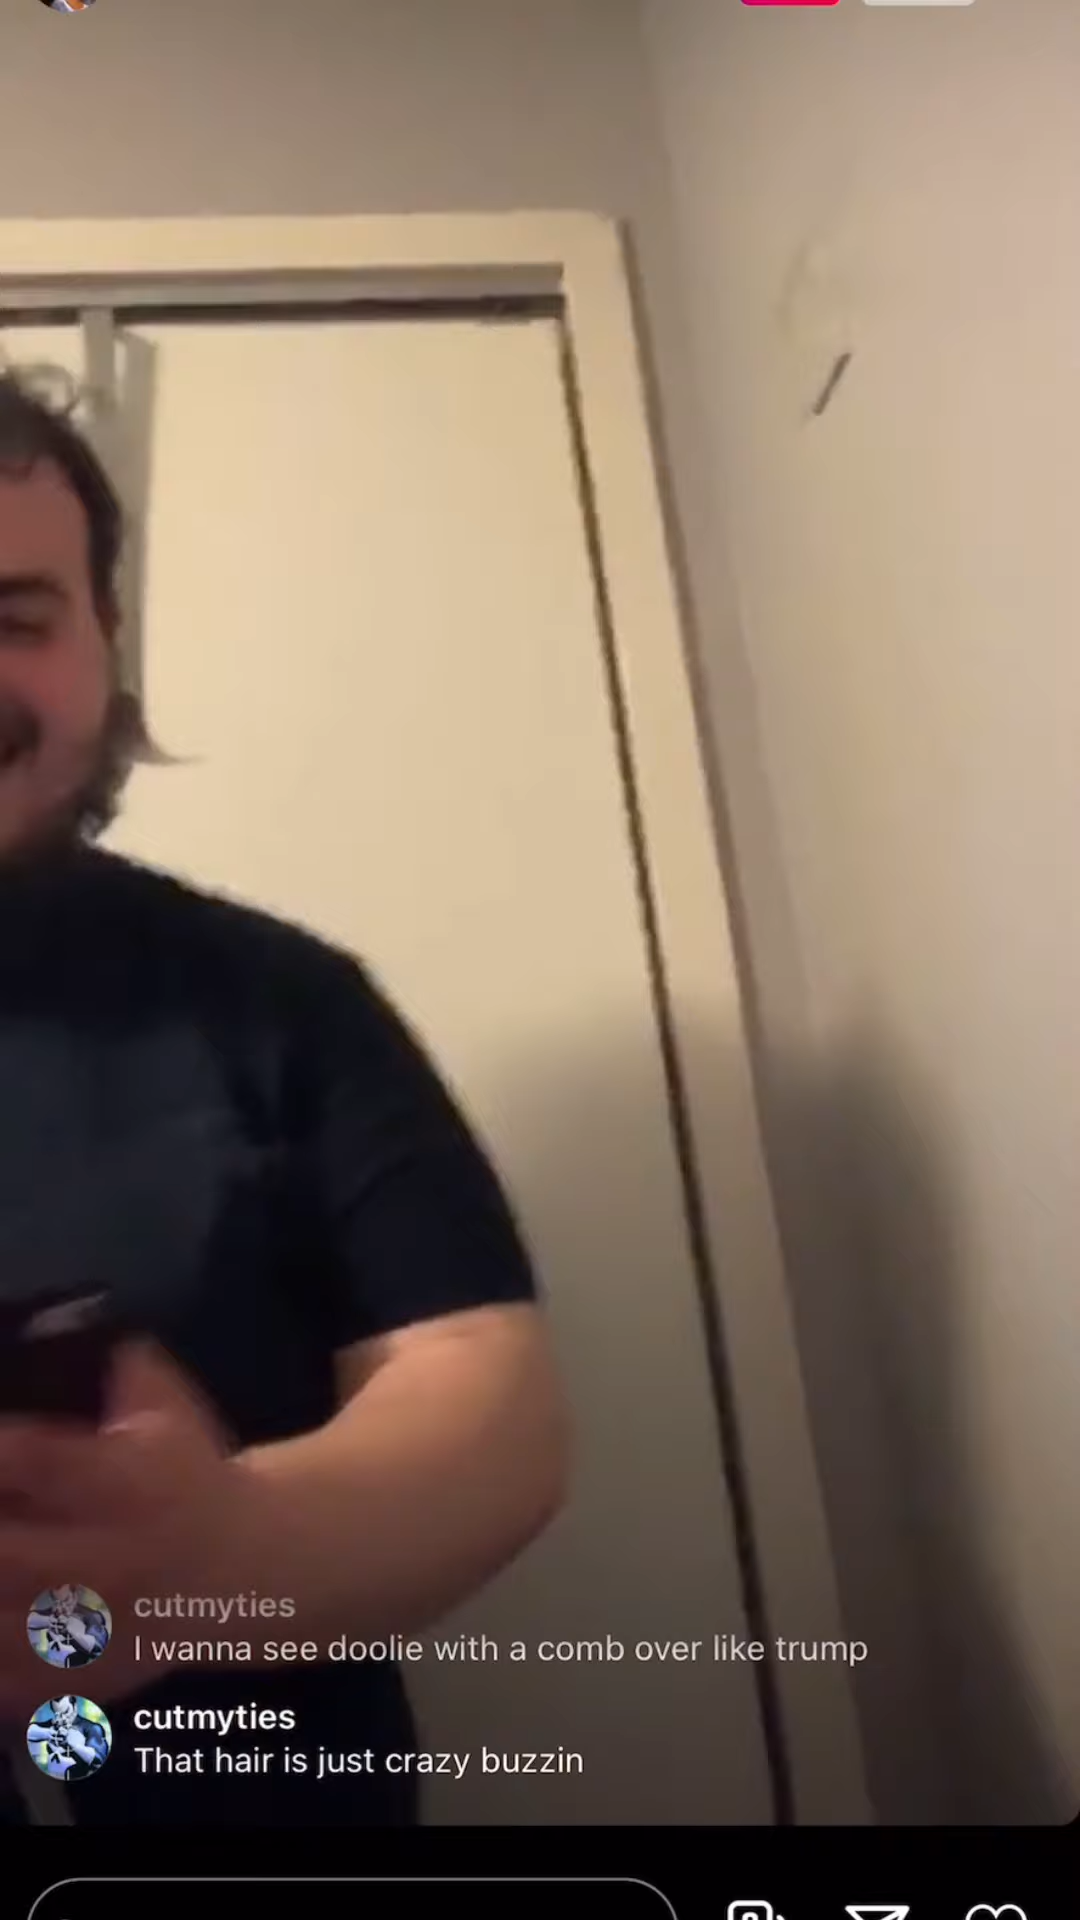 cutmyties
I wanna see doolie with a comb over like trump
cutmyties
That hair is just crazy buzzin